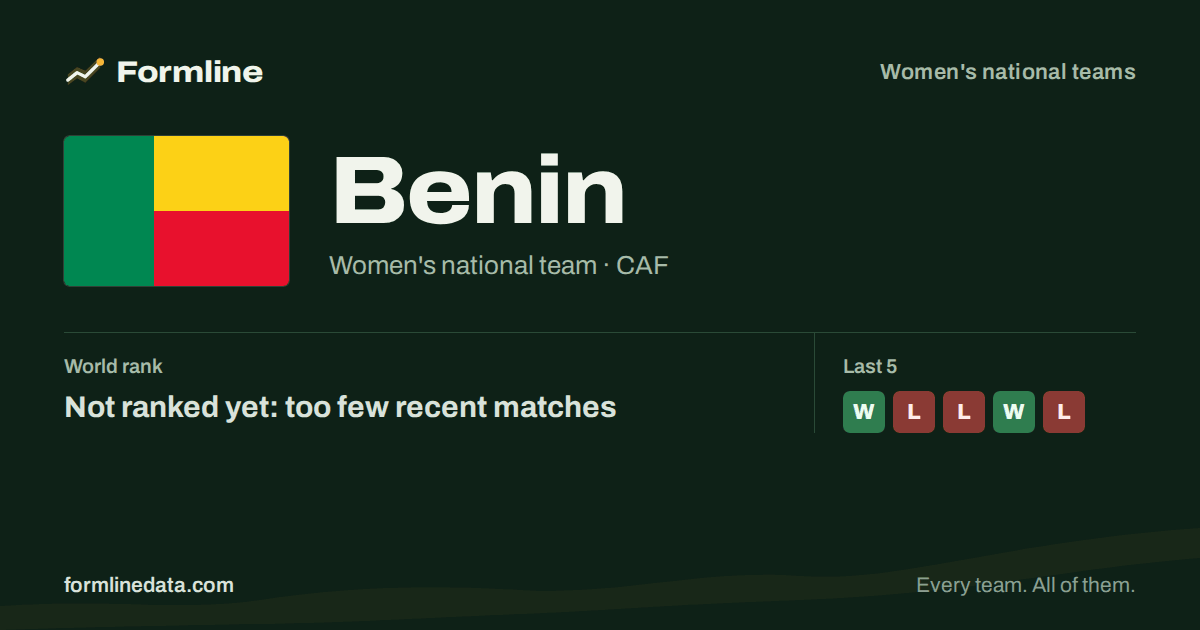 Formline
Women's national teams
Benin
Women's national team · CAF
World rank
Not ranked yet: too few recent matches
Last 5
W L L W L
formlinedata.com
Every team. All of them.